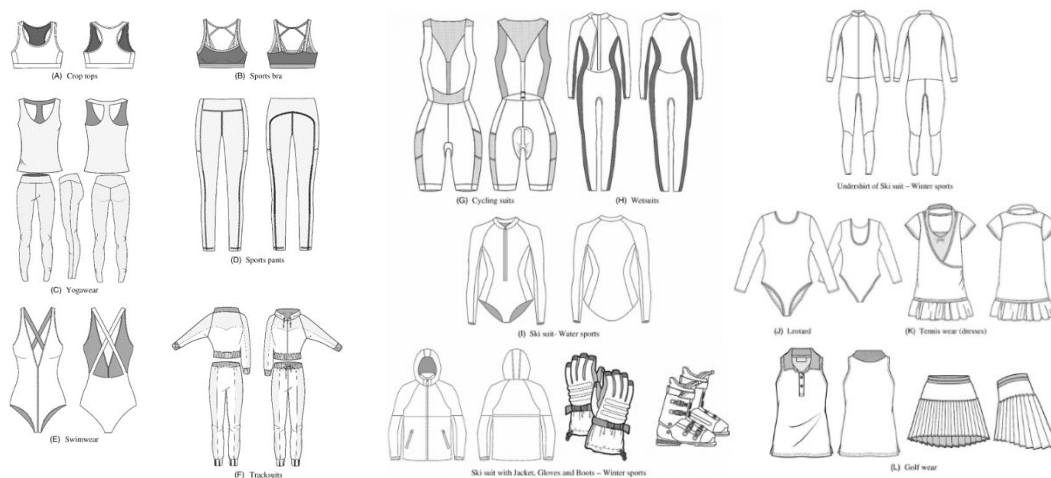 (A) Crop tops
(B) Sports bra
(C) Yogawear
(D) Sports pants
(E) Swimwear
(F) Tracksuits
(G) Cycling suits
(H) Wetsuits
(I) Ski suit- Water sports
Ski suit with Jacket, Gloves and Boots – Winter sports
Undershirt of Ski suit – Winter sports
(J) Leotard
(K) Tennis wear (dresses)
(L) Golf wear